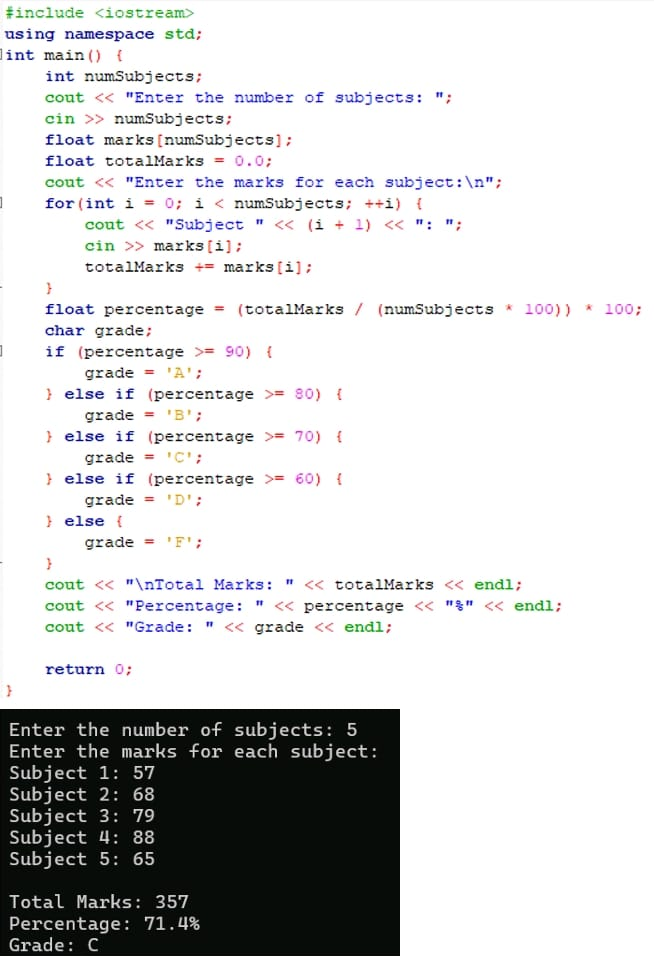 #include <iostream>
using namespace std;
int main() {
    int numSubjects;
    cout << "Enter the number of subjects: ";
    cin >> numSubjects;
    float marks[numSubjects];
    float totalMarks = 0.0;
    cout << "Enter the marks for each subject:\n";
    for(int i = 0; i < numSubjects; ++i) {
        cout << "Subject " << (i + 1) << ": ";
        cin >> marks[i];
        totalMarks += marks[i];
    }
    float percentage = (totalMarks / (numSubjects * 100)) * 100;
    char grade;
    if (percentage >= 90) {
        grade = 'A';
    } else if (percentage >= 80) {
        grade = 'B';
    } else if (percentage >= 70) {
        grade = 'C';
    } else if (percentage >= 60) {
        grade = 'D';
    } else {
        grade = 'F';
    }
    cout << "\nTotal Marks: " << totalMarks << endl;
    cout << "Percentage: " << percentage << "%" << endl;
    cout << "Grade: " << grade << endl;

    return 0;
}
Enter the number of subjects: 5
Enter the marks for each subject:
Subject 1: 57
Subject 2: 68
Subject 3: 79
Subject 4: 88
Subject 5: 65

Total Marks: 357
Percentage: 71.4%
Grade: C